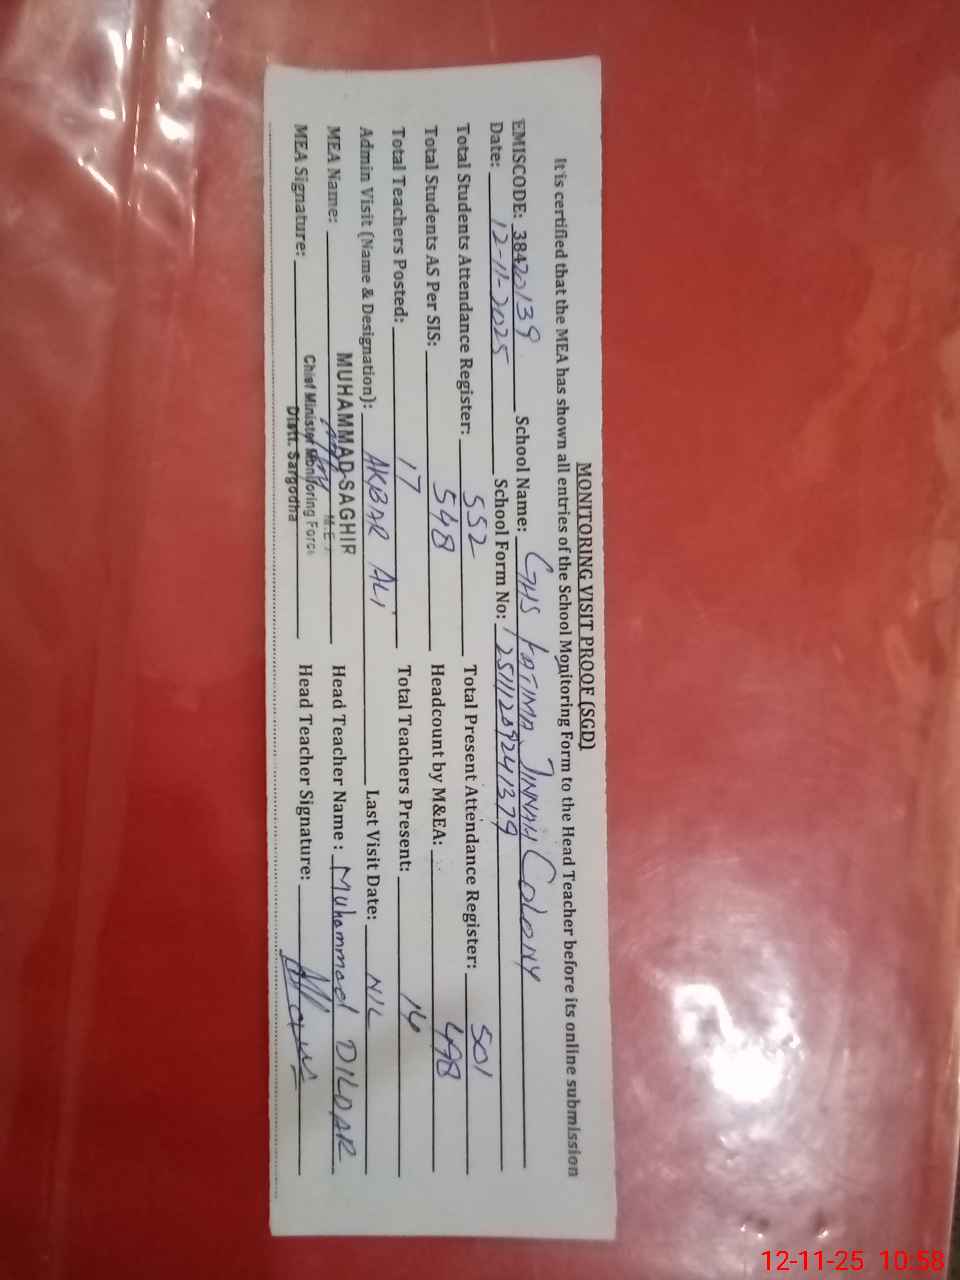 MONITORING VISIT PROOF (SGD)
It is certified that the MEA has shown all entries of the School Monitoring Form to the Head Teacher before its online submission
EMISCODE: 38420139 School Name: GHS FATIMA JINNAH COLONY
Date: 12-11-2025 School Form No: 125111209241379
Total Students Attendance Register: 552 Total Present Attendance Register: 501
Total Students AS Per SIS: 548 Headcount by M&EA: 498
Total Teachers Posted: 17 Total Teachers Present: 14
Admin Visit (Name & Designation): AKBAR ALI Last Visit Date: NIL
MEA Name: MUHAMMAD SAGHIR Head Teacher Name: Muhammad DILDAR
M.E.A
Chief Minister Monitoring Force
MEA Signature: Distt. Sargodha Head Teacher Signature:
12-11-25 10:58